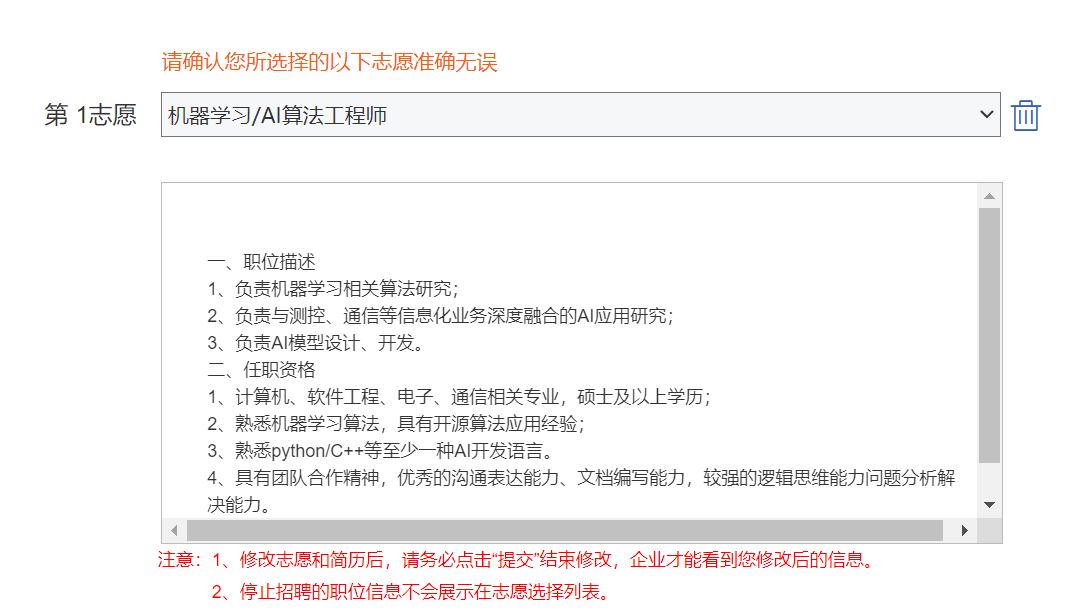 请确认您所选择的以下志愿准确无误
第 1志愿
机器学习/AI算法工程师
一、职位描述
1、负责机器学习相关算法研究；
2、负责与测控、通信等信息化业务深度融合的AI应用研究；
3、负责AI模型设计、开发。
二、任职资格
1、计算机、软件工程、电子、通信相关专业，硕士及以上学历；
2、熟悉机器学习算法，具有开源算法应用经验；
3、熟悉python/C++等至少一种AI开发语言。
4、具有团队合作精神，优秀的沟通表达能力、文档编写能力，较强的逻辑思维能力问题分析解
决能力。
注意：1、修改志愿和简历后，请务必点击“提交”结束修改，企业才能看到您修改后的信息。
2、停止招聘的职位信息不会展示在志愿选择列表。